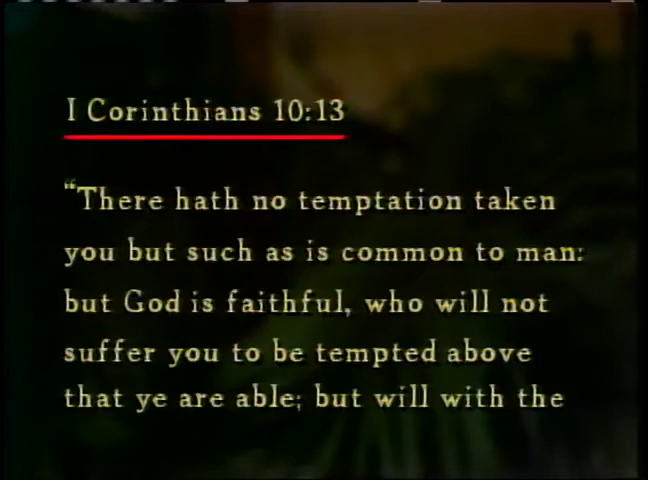 I Corinthians 10:13
"There hath no temptation taken
you but such as is common to man:
but God is faithful, who will not
suffer you to be tempted above
that ye are able; but will with the